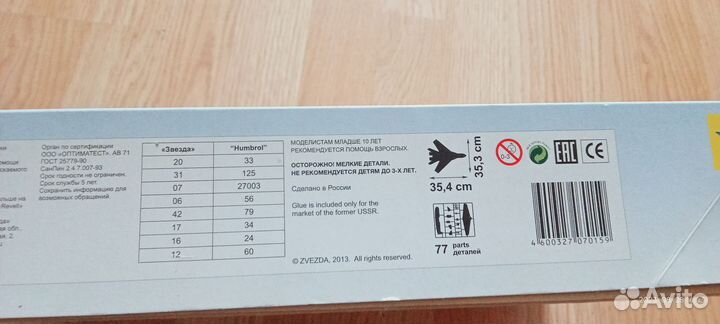 Орган по сертификации
ООО «ОПТИМАТЕСТ». АВ 71
ГОСТ 25779-90
СанПин 2.4.7.007-93
Срок годности не ограничен.
Срок службы 5 лет.
Сохранить информацию для
возможных обращений.
«Звезда» "Humbrol"
20 33
31 125
07 27003
06 56
42 79
17 34
16 24
12 60
МОДЕЛИСТАМ МЛАДШЕ 10 ЛЕТ
РЕКОМЕНДУЕТСЯ ПОМОЩЬ ВЗРОСЛЫХ.
ОСТОРОЖНО! МЕЛКИЕ ДЕТАЛИ.
НЕ РЕКОМЕНДУЕТСЯ ДЕТЯМ ДО 3-Х ЛЕТ.
Сделано в России
Glue is included only for the
market of the former USSR.
© ZVEZDA, 2013. All rights reserved.
35,3 cm
35,4 cm
77 parts
деталей
0-3
EAC
CE
4 600327 070159
Avito